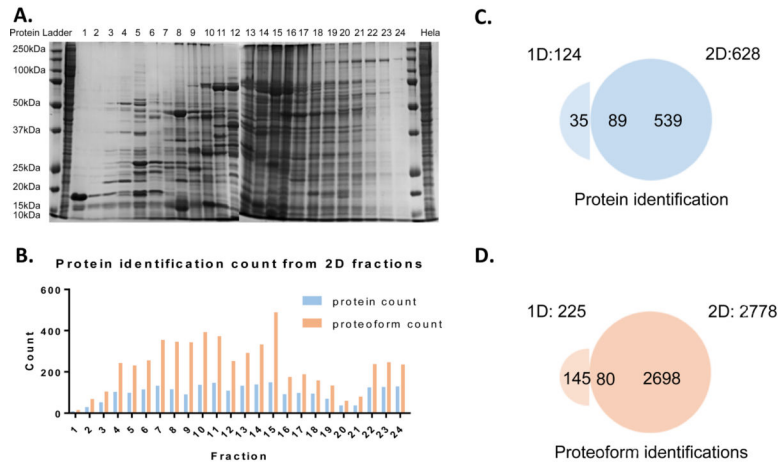 A.
Protein Ladder 1 2 3 4 5 6 7 8 9 10 11 12 13 14 15 16 17 18 19 20 21 22 23 24 Hela
250kDa
100kDa
50kDa
37kDa
25kDa
20kDa
15kDa
10kDa
B.
Protein identification count from 2D fractions
600
400
200
0
Count
protein count
proteoform count
1 2 3 4 5 6 7 8 9 10 11 12 13 14 15 16 17 18 19 20 21 22 23 24
Fraction
C.
1D:124 2D:628
35 89 539
Protein identification
D.
1D: 225 2D: 2778
145 80 2698
Proteoform identifications